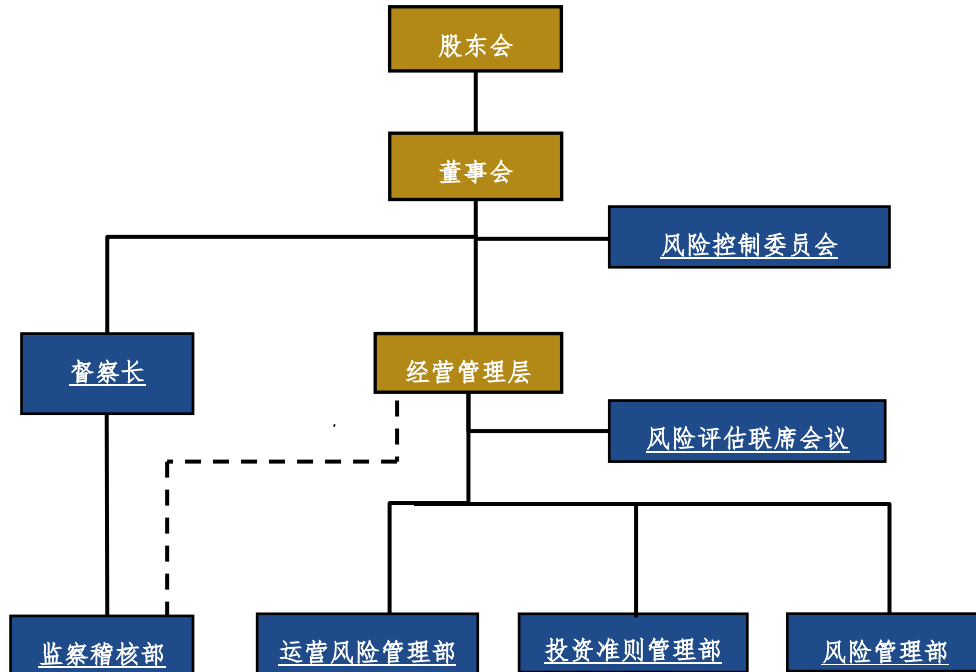 股东会
董事会
风险控制委员会
督察长
经营管理层
风险评估联席会议
监察稽核部
运营风险管理部
投资准则管理部
风险管理部